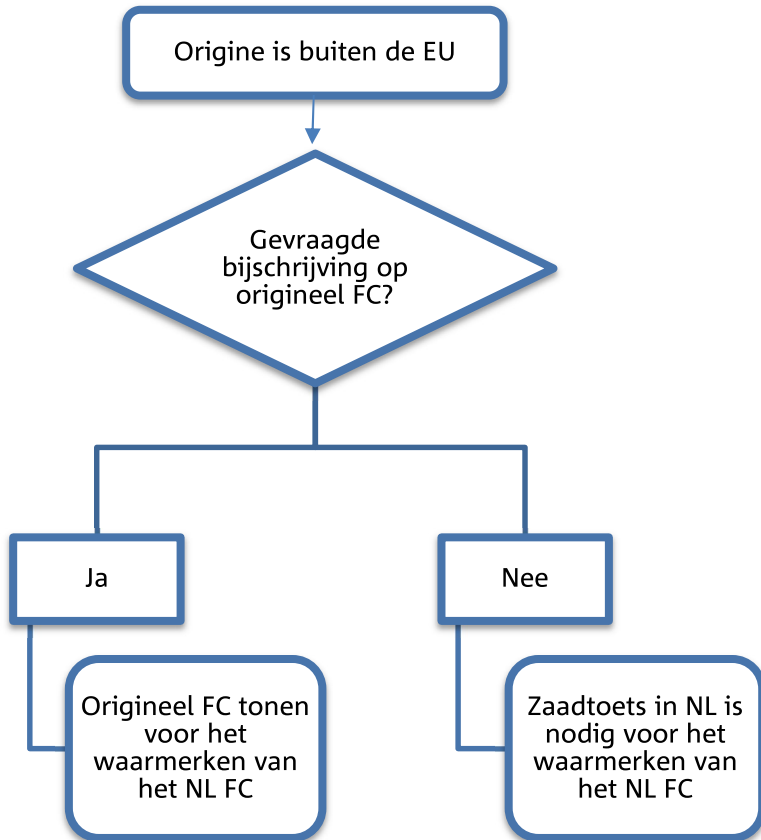 Origine is buiten de EU
Gevraagde
bijschrijving op
origineel FC?
Ja
Nee
Origineel FC tonen
voor het
waarmerken van
het NL FC
Zaadtoets in NL is
nodig voor het
waarmerken van
het NL FC